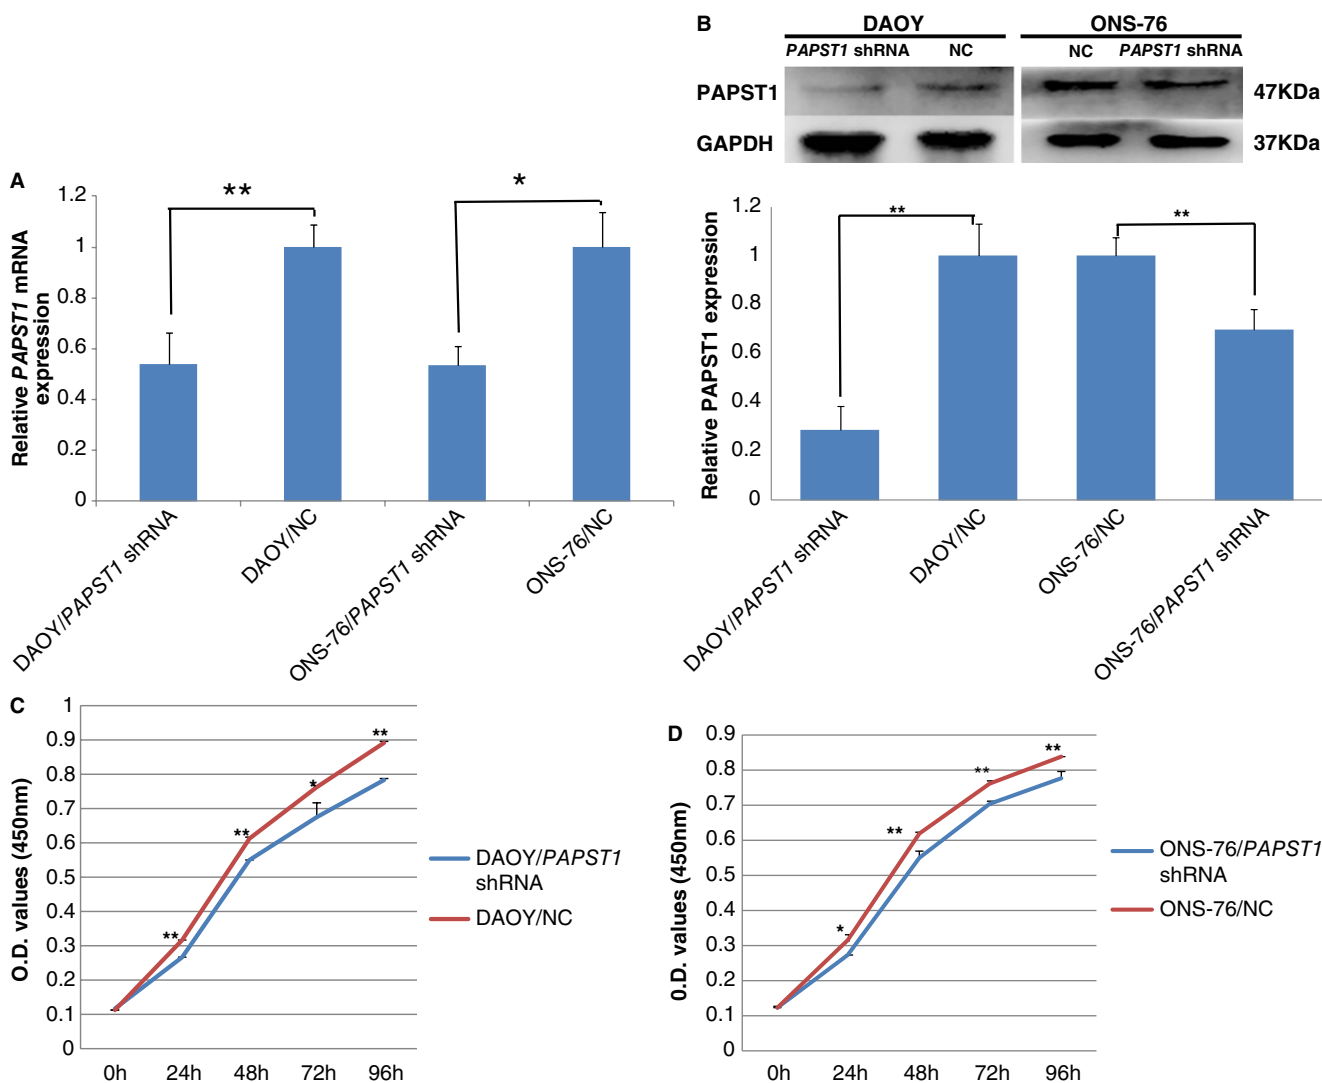 B
DAOY
ONS-76
PAPST1 shRNA
NC
NC
PAPST1 shRNA
PAPST1
47KDa
GAPDH
37KDa
A
Relative PAPST1 mRNA
expression
1.2
1
0.8
0.6
0.4
0.2
0
**
*
DAOY/PAPST1 shRNA
DAOY/NC
ONS-76/PAPST1 shRNA
ONS-76/NC
Relative PAPST1 expression
1.2
1
0.8
0.6
0.4
0.2
0
**
**
DAOY/PAPST1 shRNA
DAOY/NC
ONS-76/NC
ONS-76/PAPST1 shRNA
C
O.D. values (450nm)
1
0.9
0.8
0.7
0.6
0.5
0.4
0.3
0.2
0.1
0
**
**
*
**
0h
24h
48h
72h
96h
DAOY/PAPST1
shRNA
DAOY/NC
D
0.D. values (450nm)
0.9
0.8
0.7
0.6
0.5
0.4
0.3
0.2
0.1
0
*
**
**
**
0h
24h
48h
72h
96h
ONS-76/PAPST1
shRNA
ONS-76/NC